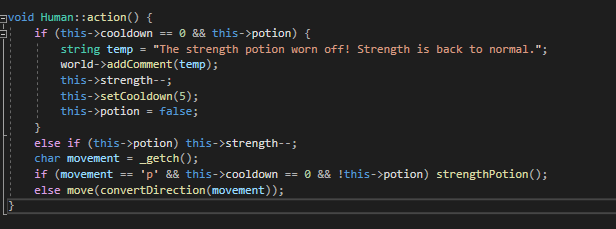 void Human::action() {
if (this->cooldown == 0 && this->potion) {
string temp = "The strength potion worn off! Strength is back to normal.";
world->addComment(temp);
this->strength--;
this->setCooldown(5);
this->potion = false;
}
else if (this->potion) this->strength--;
char movement = _getch();
if (movement == 'p' && this->cooldown == 0 && !this->potion) strengthPotion();
else move(convertDirection(movement));
}